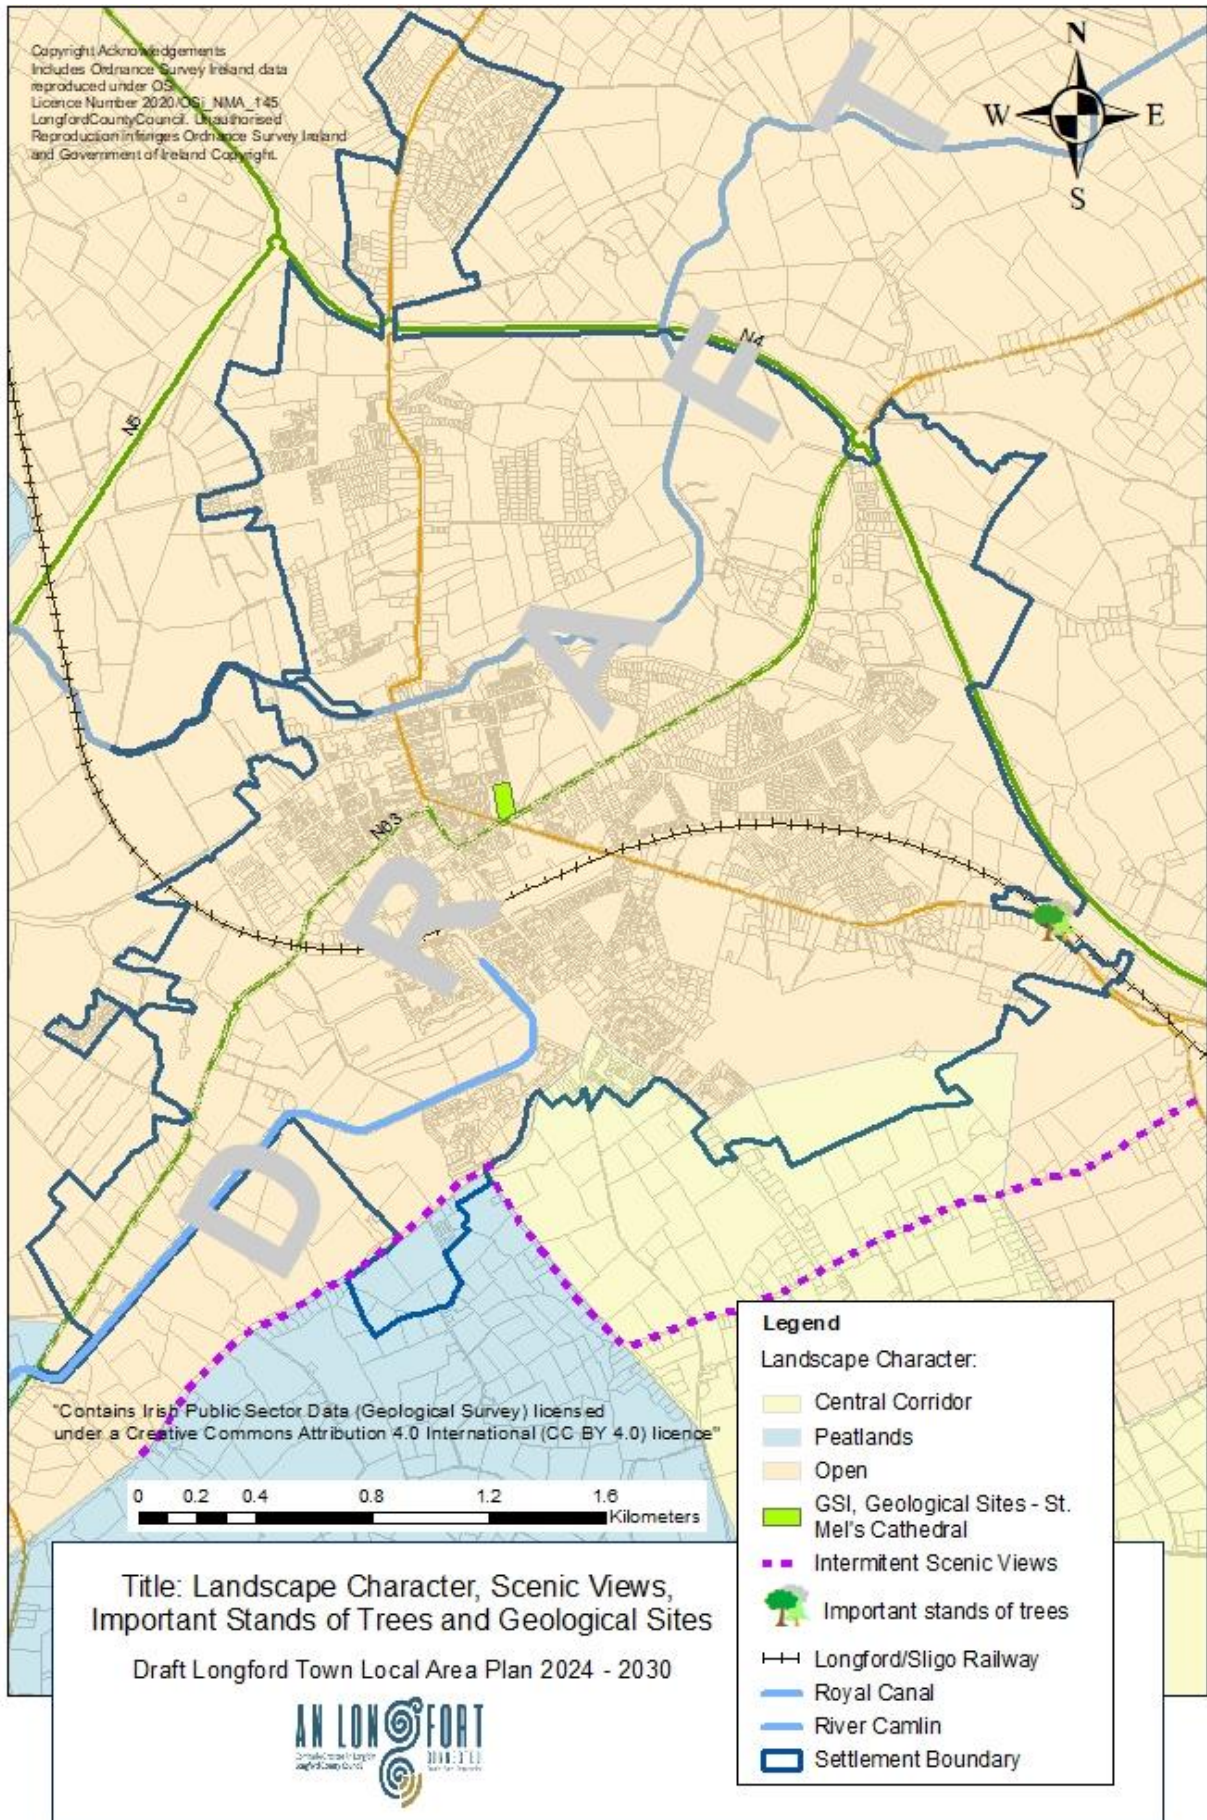 Copyright Acknowledgements
Includes Ordnance Survey Ireland data
reproduced under OSi
Licence Number 2020/OSi_NMA_145
LongfordCountyCouncil. Unauthorised
Reproduction infringes Ordnance Survey Ireland
and Government of Ireland Copyright.
N
W E
S
N4
N5
N63
DRAFT
"Contains Irish Public Sector Data (Geological Survey) licensed
under a Creative Commons Attribution 4.0 International (CC BY 4.0) licence"
0 0.2 0.4 0.8 1.2 1.6
Kilometers
Legend
Landscape Character:
Central Corridor
Peatlands
Open
GSI, Geological Sites - St.
Mel's Cathedral
Intermitent Scenic Views
Important stands of trees
Longford/Sligo Railway
Royal Canal
River Camlin
Settlement Boundary
Title: Landscape Character, Scenic Views,
Important Stands of Trees and Geological Sites
Draft Longford Town Local Area Plan 2024 - 2030
AN LONGFORT
Longford County Council
CONNECTED